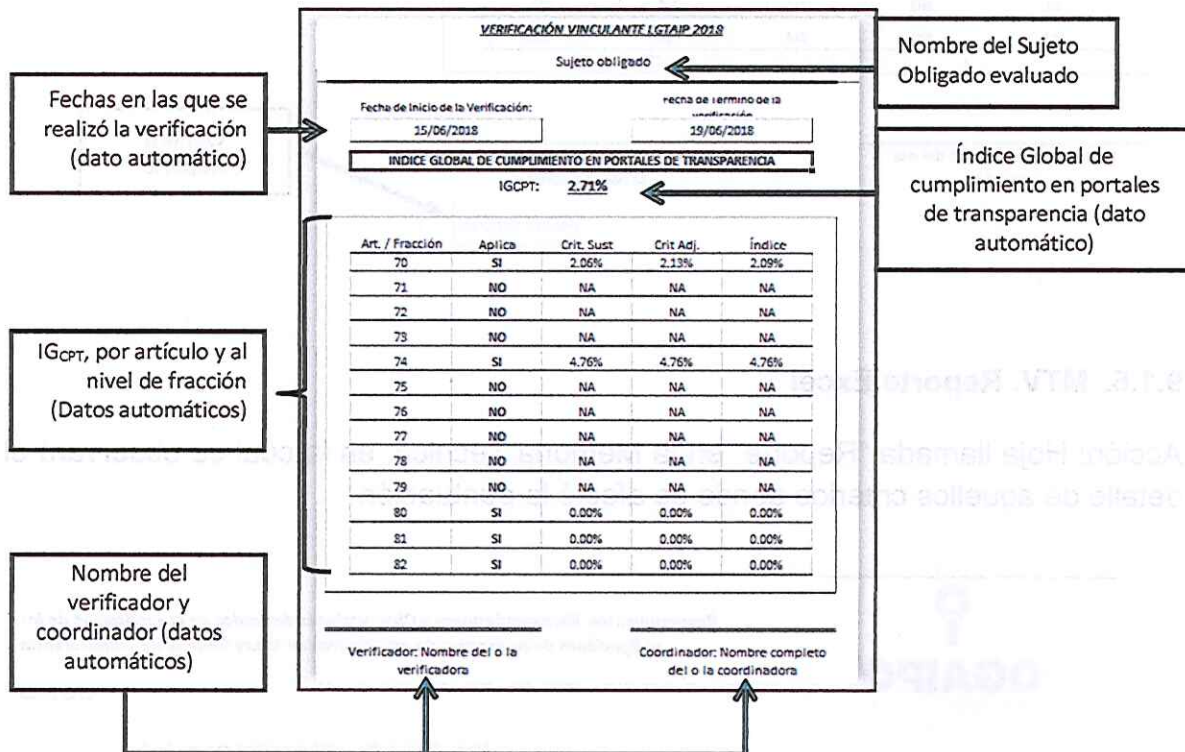 VERIFICACIÓN VINCULANTE LGTAIP 2018
Sujeto obligado
Nombre del Sujeto
Obligado evaluado
Fechas en las que se
realizó la verificación
(dato automático)
Fecha de Inicio de la Verificación:
Fecha de Termino de la
verificación
15/06/2018
19/06/2018
INDICE GLOBAL DE CUMPLIMIENTO EN PORTALES DE TRANSPARENCIA
IGCPT: 2.71%
Índice Global de
cumplimiento en portales
de transparencia (dato
automático)
Art. / Fracción Aplica Crit. Sust Crit Adj. Índice
70 SI 2.06% 2.13% 2.09%
71 NO NA NA NA
72 NO NA NA NA
73 NO NA NA NA
74 SI 4.76% 4.76% 4.76%
75 NO NA NA NA
76 NO NA NA NA
77 NO NA NA NA
78 NO NA NA NA
79 NO NA NA NA
80 SI 0.00% 0.00% 0.00%
81 SI 0.00% 0.00% 0.00%
82 SI 0.00% 0.00% 0.00%
IG_CPT, por artículo y al
nivel de fracción
(Datos automáticos)
Nombre del
verificador y
coordinador (datos
automáticos)
Verificador: Nombre del o la
verificadora
Coordinador: Nombre completo
del o la coordinadora